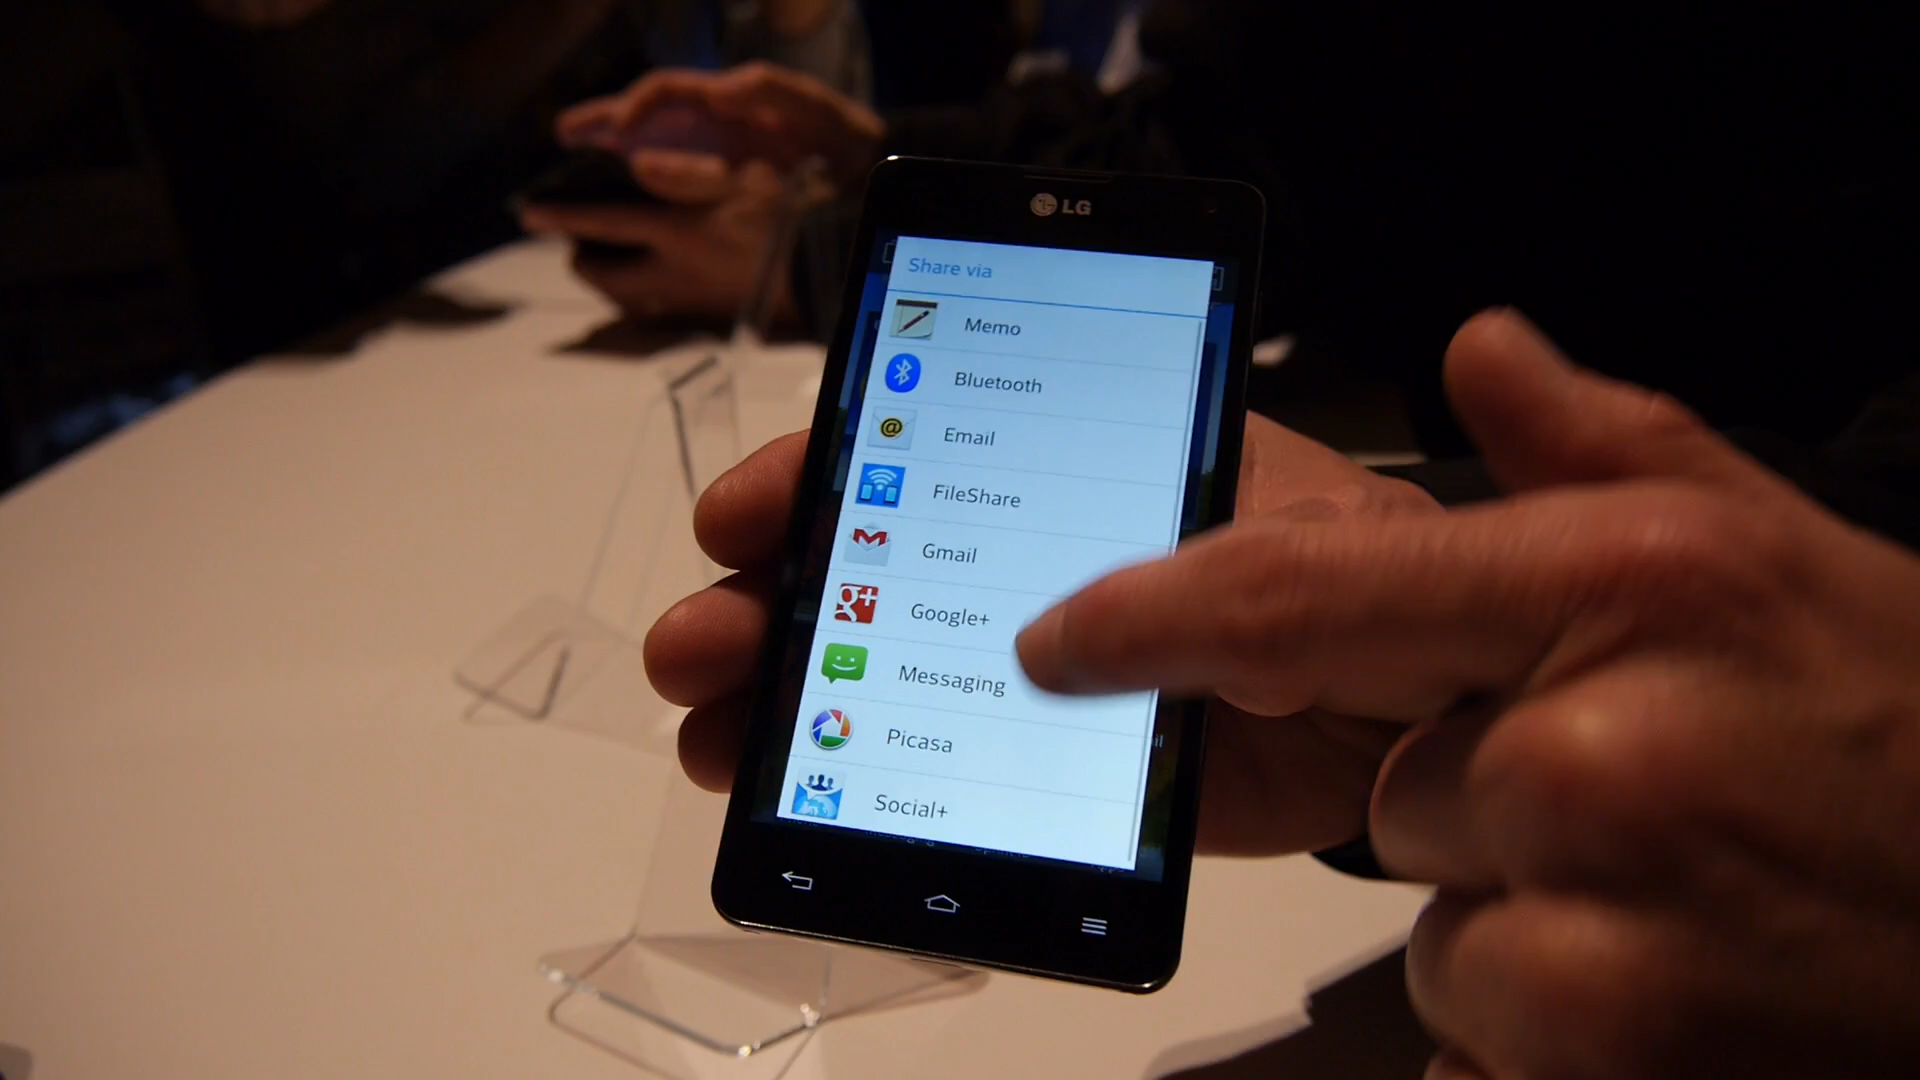 LG
Share via
Memo
Bluetooth
Email
FileShare
Gmail
Google+
Messaging
Picasa
Social+